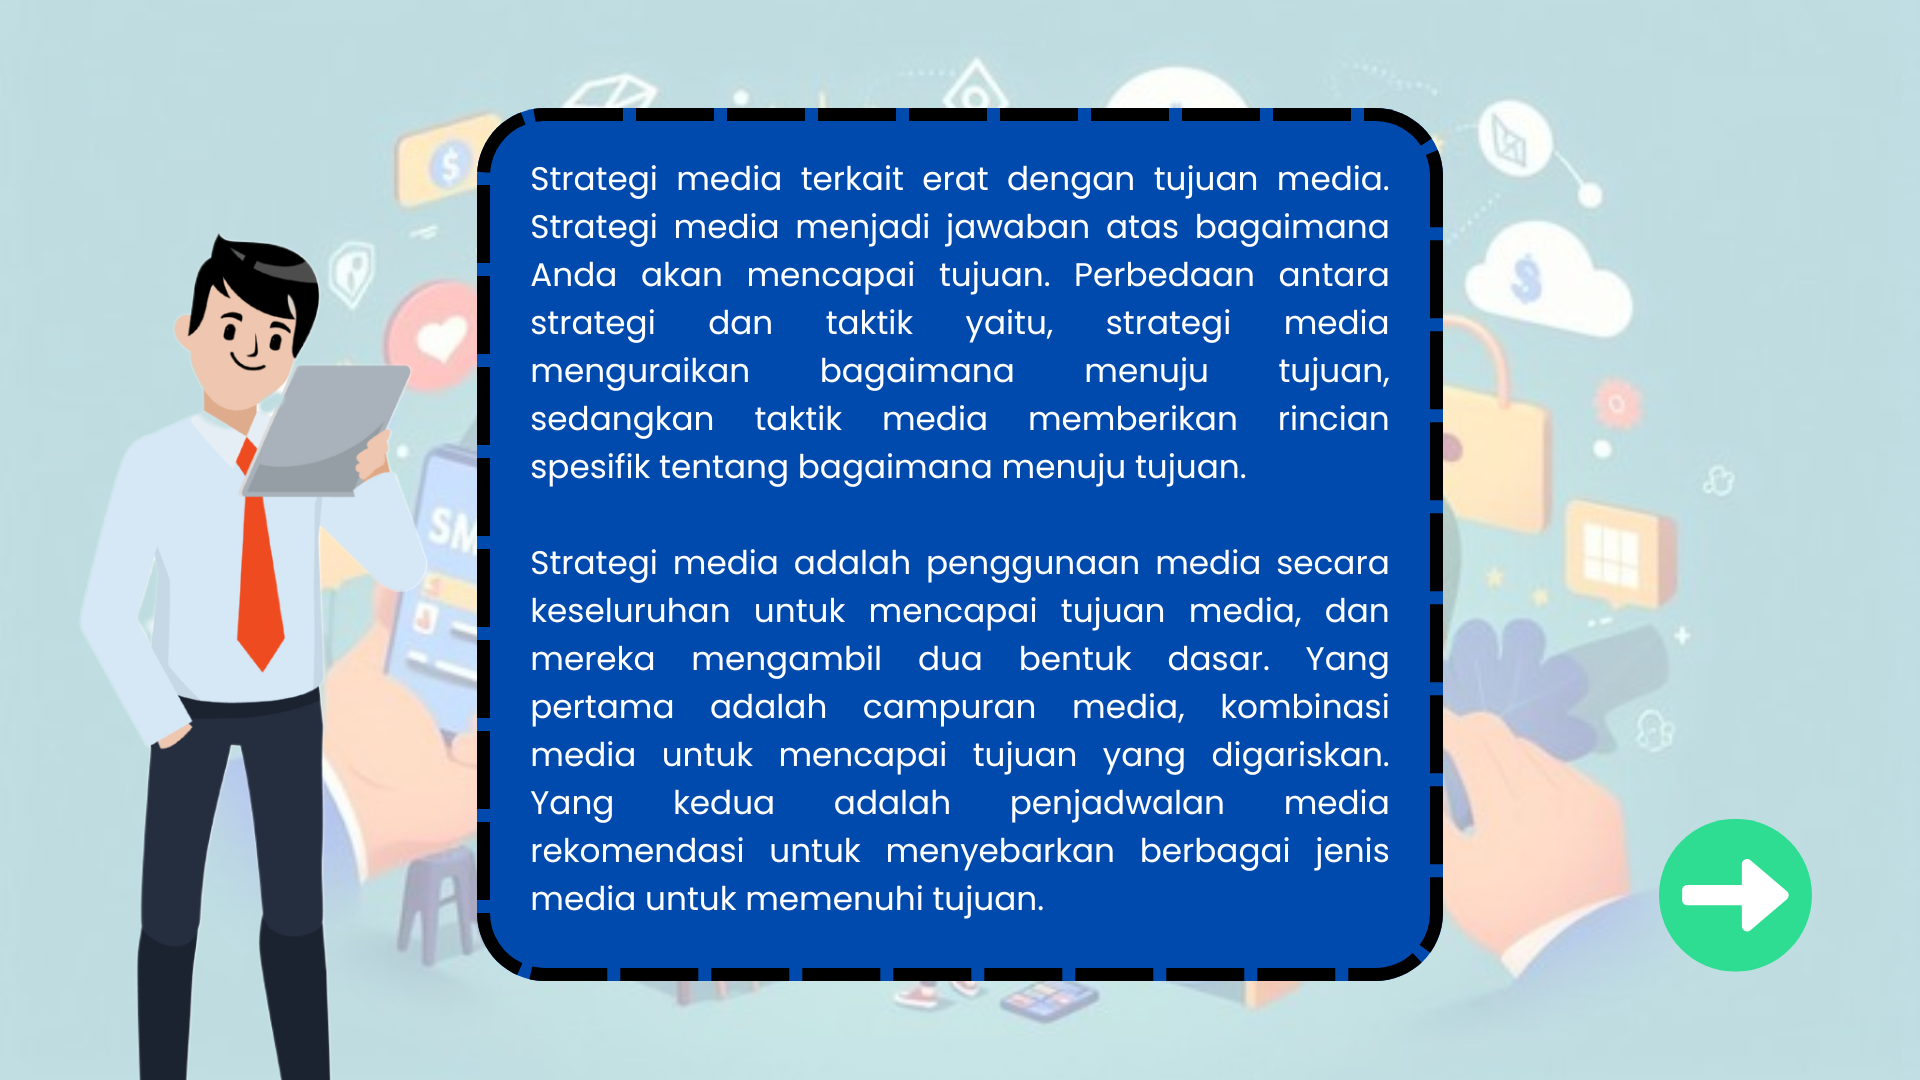 Strategi media terkait erat dengan tujuan media.
Strategi media menjadi jawaban atas bagaimana
Anda akan mencapai tujuan. Perbedaan antara
strategi dan taktik yaitu, strategi media
menguraikan bagaimana menuju tujuan,
sedangkan taktik media memberikan rincian
spesifik tentang bagaimana menuju tujuan.
Strategi media adalah penggunaan media secara
keseluruhan untuk mencapai tujuan media, dan
mereka mengambil dua bentuk dasar. Yang
pertama adalah campuran media, kombinasi
media untuk mencapai tujuan yang digariskan.
Yang kedua adalah penjadwalan media
rekomendasi untuk menyebarkan berbagai jenis
media untuk memenuhi tujuan.
$
$